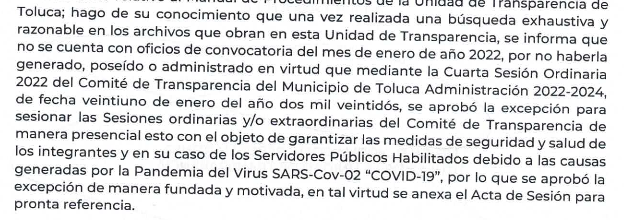 Manual de Procedimientos de la Unidad de Transparencia de
Toluca; hago de su conocimiento que una vez realizada una búsqueda exhaustiva y
razonable en los archivos que obran en esta Unidad de Transparencia, se informa que
no se cuenta con oficios de convocatoria del mes de enero de año 2022, por no haberla
generado, poseído o administrado en virtud que mediante la Cuarta Sesión Ordinaria
2022 del Comité de Transparencia del Municipio de Toluca Administración 2022-2024,
de fecha veintiuno de enero del año dos mil veintidós, se aprobó la excepción para
sesionar las Sesiones ordinarias y/o extraordinarias del Comité de Transparencia de
manera presencial esto con el objeto de garantizar las medidas de seguridad y salud de
los integrantes y en su caso de los Servidores Públicos Habilitados debido a las causas
generadas por la Pandemia del Virus SARS-Cov-02 “COVID-19”, por lo que se aprobó la
excepción de manera fundada y motivada, en tal virtud se anexa el Acta de Sesión para
pronta referencia.